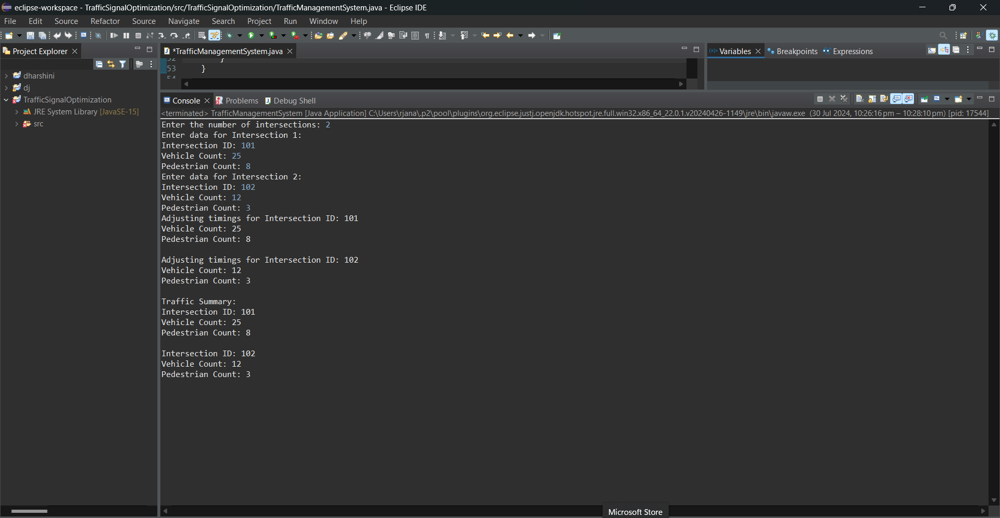 eclipse-workspace - TrafficSignalOptimization/src/TrafficSignalOptimization/TrafficManagementSystem.java - Eclipse IDE
File Edit Source Refactor Source Navigate Search Project Run Window Help
Project Explorer
*TrafficManagementSystem.java
Variables Breakpoints Expressions
52 }
53 }
54
dharshini
dj
TrafficSignalOptimization
JRE System Library [JavaSE-15]
src
Console Problems Debug Shell
<terminated> TrafficManagementSystem [Java Application] C:\Users\rjana\.p2\pool\plugins\org.eclipse.justj.openjdk.hotspot.jre.full.win32.x86_64_22.0.1.v20240426-1149\jre\bin\javaw.exe (30 Jul 2024, 10:26:16 pm – 10:28:10 pm) [pid: 17544]
Enter the number of intersections: 2
Enter data for Intersection 1:
Intersection ID: 101
Vehicle Count: 25
Pedestrian Count: 8
Enter data for Intersection 2:
Intersection ID: 102
Vehicle Count: 12
Pedestrian Count: 3
Adjusting timings for Intersection ID: 101
Vehicle Count: 25
Pedestrian Count: 8
Adjusting timings for Intersection ID: 102
Vehicle Count: 12
Pedestrian Count: 3
Traffic Summary:
Intersection ID: 101
Vehicle Count: 25
Pedestrian Count: 8
Intersection ID: 102
Vehicle Count: 12
Pedestrian Count: 3
Microsoft Store